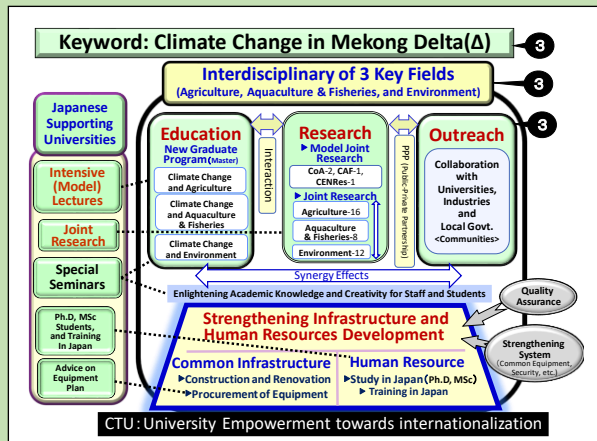 Keyword: Climate Change in Mekong Delta(Δ)
3
Interdisciplinary of 3 Key Fields
(Agriculture, Aquaculture & Fisheries, and Environment)
3
3
Japanese
Supporting
Universities
Intensive
(Model)
Lectures
Joint
Research
Special
Seminars
Ph.D, MSc
Students,
and Training
In Japan
Advice on
Equipment
Plan
Education
New Graduate
Program(Master)
Climate Change
and Agriculture
Climate Change
and Aquaculture
& Fisheries
Climate Change
and Environment
Interaction
Research
▶ Model Joint
Research
CoA-2, CAF-1,
CENRes-1
▶ Joint Research
Agriculture-16
Aquaculture
& Fisheries-8
Environment-12
PPP (Public-Private Partnership)
Outreach
Collaboration
with
Universities,
Industries
and
Local Govt.
<Communities>
Synergy Effects
Enlightening Academic Knowledge and Creativity for Staff and Students
Quality
Assurance
Strengthening
System
(Common Equipment,
Security, etc.)
Strengthening Infrastructure and
Human Resources Development
Common Infrastructure
▶Construction and Renovation
▶Procurement of Equipment
Human Resource
▶Study in Japan(Ph.D, MSc)
▶ Training in Japan
CTU : University Empowerment towards internationalization